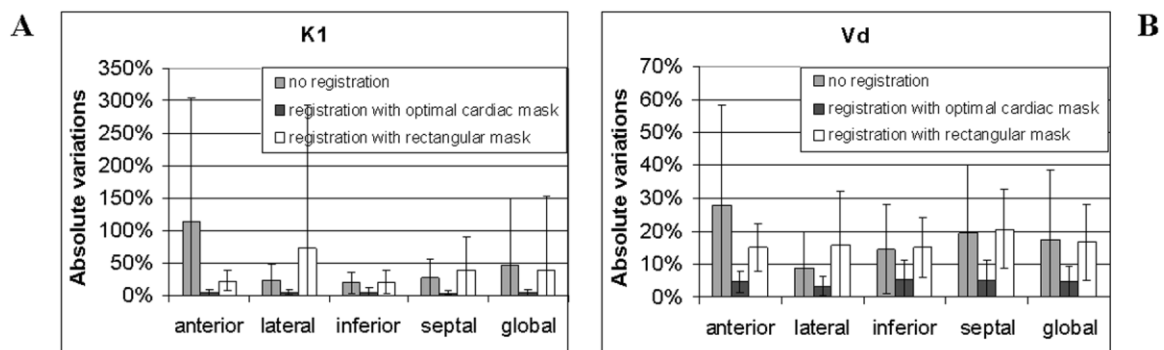 A
K1
Absolute variations
350%
300%
250%
200%
150%
100%
50%
0%
no registration
registration with optimal cardiac mask
registration with rectangular mask
anterior lateral inferior septal global
B
Vd
Absolute variations
70%
60%
50%
40%
30%
20%
10%
0%
no registration
registration with optimal cardiac mask
registration with rectangular mask
anterior lateral inferior septal global